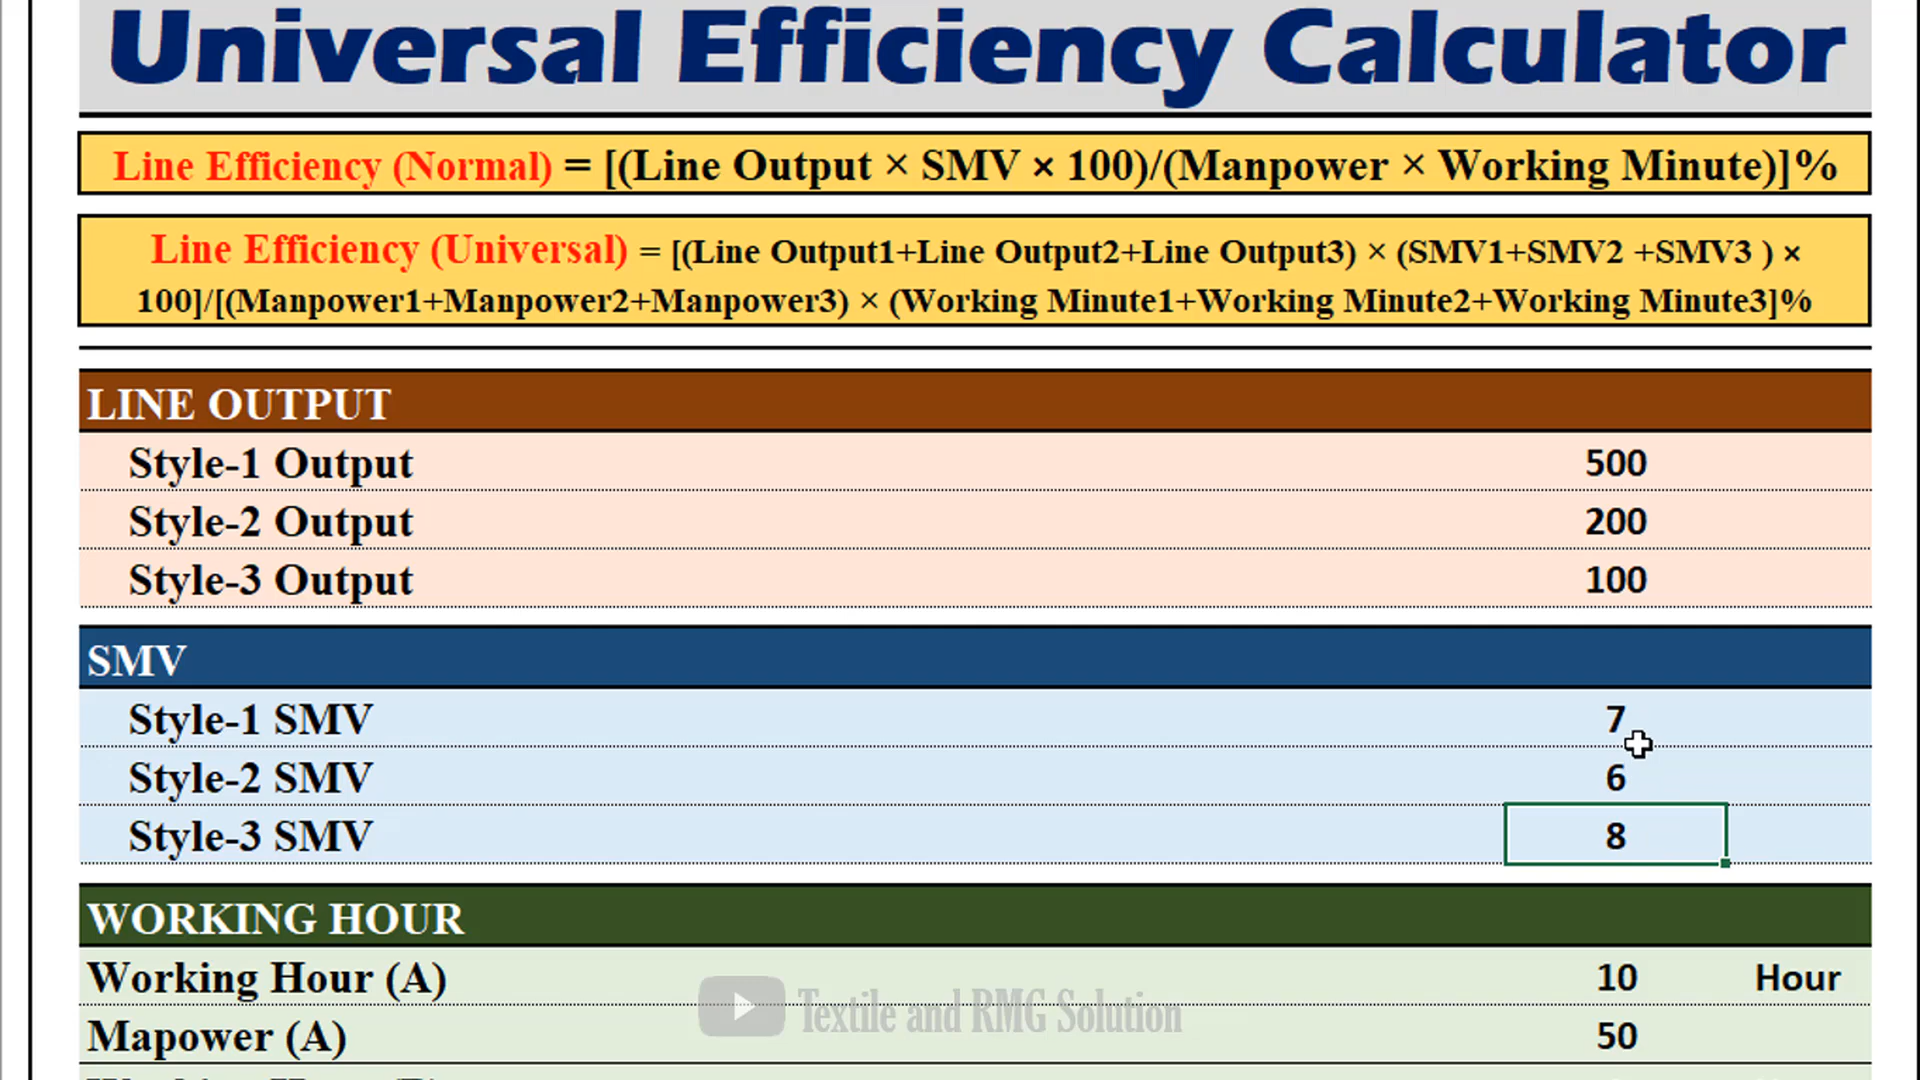 Universal Efficiency Calculator
Line Efficiency (Normal) = [(Line Output × SMV × 100)/(Manpower × Working Minute)]%
Line Efficiency (Universal) = [(Line Output1+Line Output2+Line Output3) × (SMV1+SMV2 +SMV3 ) ×
100]/[(Manpower1+Manpower2+Manpower3) × (Working Minute1+Working Minute2+Working Minute3]%
LINE OUTPUT
Style-1 Output 500
Style-2 Output 200
Style-3 Output 100
SMV
Style-1 SMV 7
Style-2 SMV 6
Style-3 SMV 8
WORKING HOUR
Working Hour (A) 10 Hour
Mapower (A) 50
Textile and RMG Solution